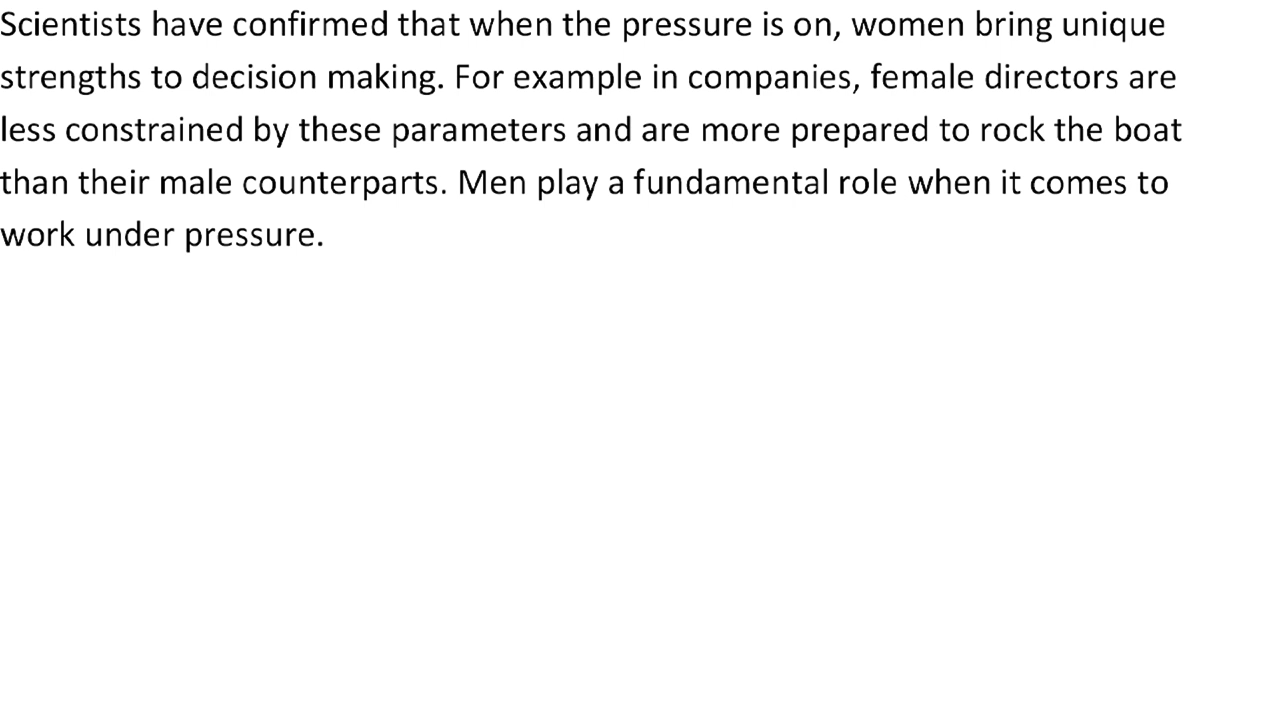 Scientists have confirmed that when the pressure is on, women bring unique
strengths to decision making. For example in companies, female directors are
less constrained by these parameters and are more prepared to rock the boat
than their male counterparts. Men play a fundamental role when it comes to
work under pressure.